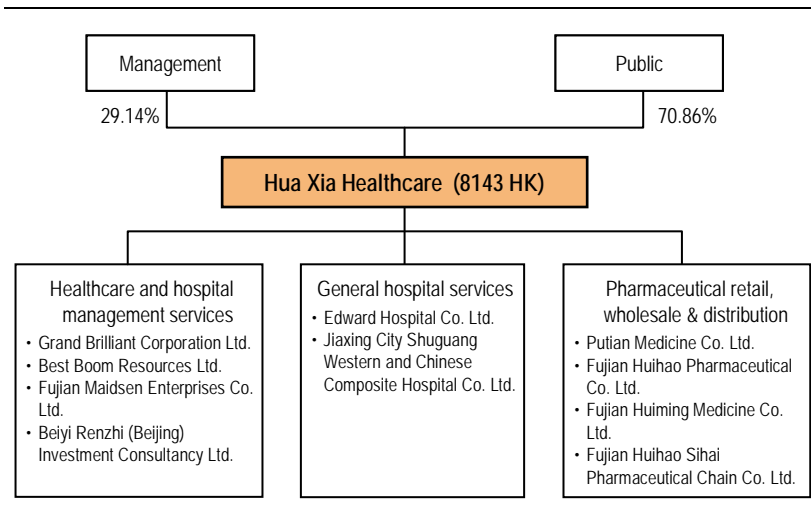 Management
Public
29.14%
70.86%
Hua Xia Healthcare (8143 HK)
Healthcare and hospital
management services
• Grand Brilliant Corporation Ltd.
• Best Boom Resources Ltd.
• Fujian Maidsen Enterprises Co.
Ltd.
• Beiyi Renzhi (Beijing)
Investment Consultancy Ltd.
General hospital services
• Edward Hospital Co. Ltd.
• Jiaxing City Shuguang
Western and Chinese
Composite Hospital Co. Ltd.
Pharmaceutical retail,
wholesale & distribution
• Putian Medicine Co. Ltd.
• Fujian Huihao Pharmaceutical
Co. Ltd.
• Fujian Huiming Medicine Co.
Ltd.
• Fujian Huihao Sihai
Pharmaceutical Chain Co. Ltd.